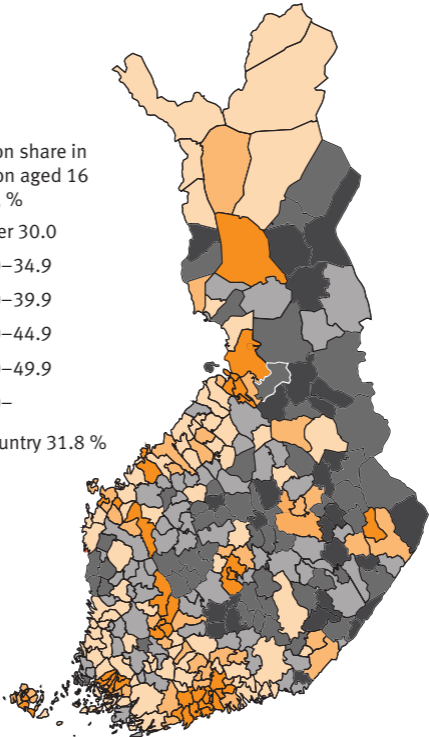 on share in
on aged 16
, %
er 30.0
–34.9
–39.9
–44.9
–49.9
–
untry 31.8 %